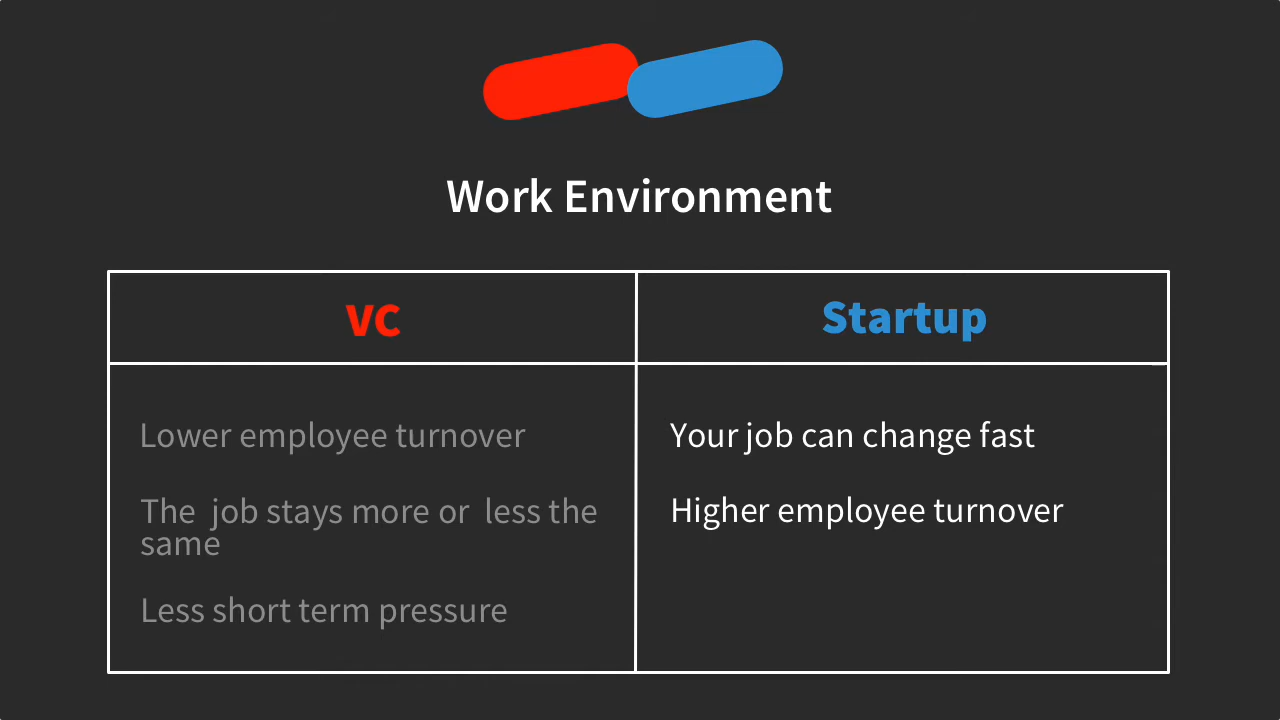 Work Environment
VC
Startup
Lower employee turnover
The job stays more or less the
same
Less short term pressure
Your job can change fast
Higher employee turnover